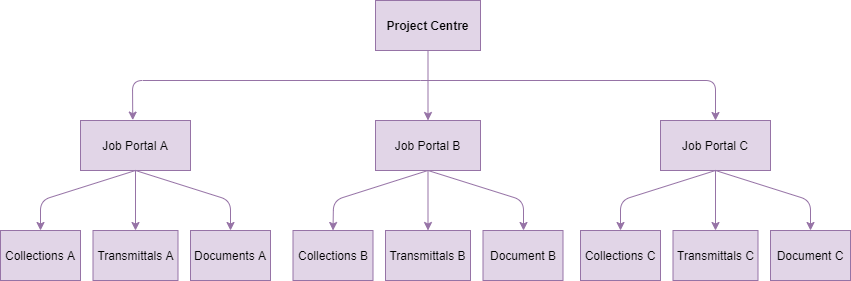 Project Centre
Job Portal A
Job Portal B
Job Portal C
Collections A
Transmittals A
Documents A
Collections B
Transmittals B
Document B
Collections C
Transmittals C
Document C